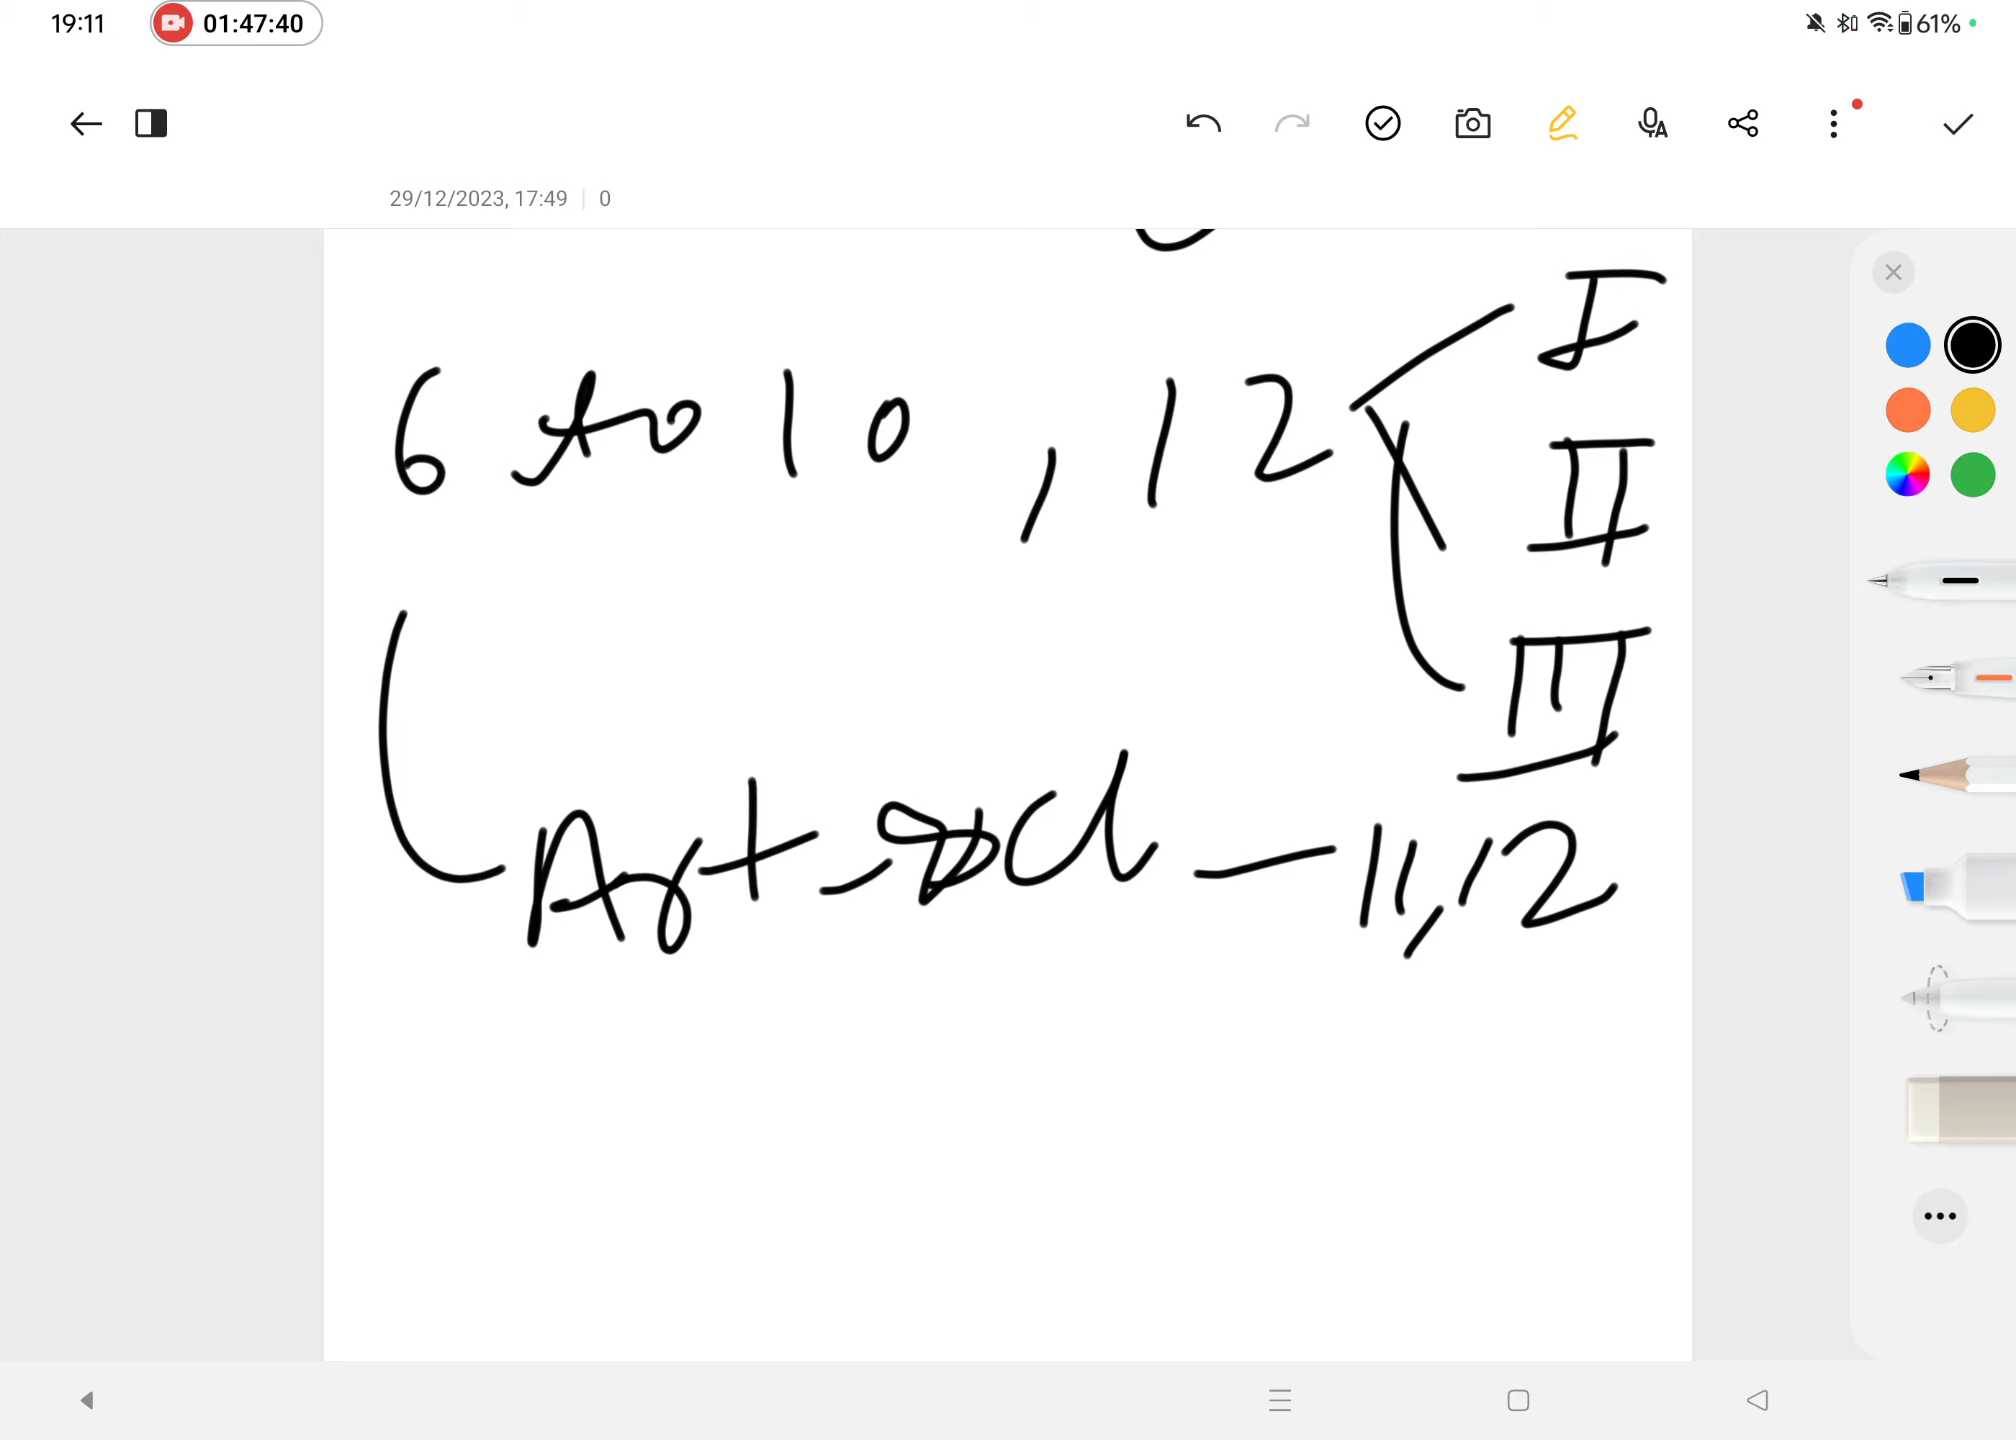 19:11 01:47:40 61%
29/12/2023, 17:49 | 0
I
6 to 10, 12
II
III
Art - 11, 12